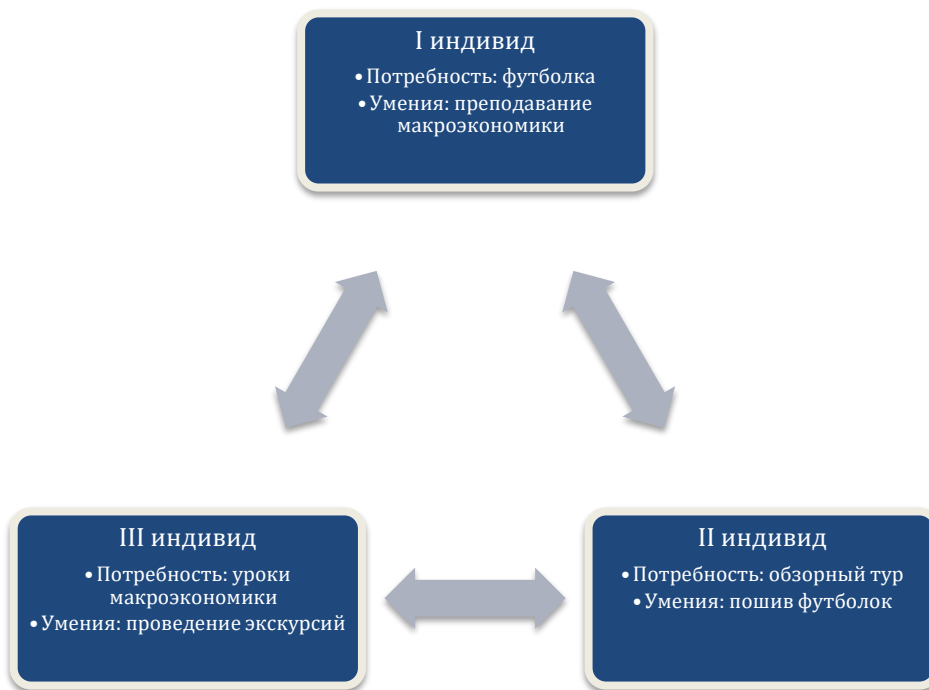 I индивид
• Потребность: футболка
• Умения: преподавание
макроэкономики
III индивид
• Потребность: уроки
макроэкономики
• Умения: проведение экскурсий
II индивид
• Потребность: обзорный тур
• Умения: пошив футболок